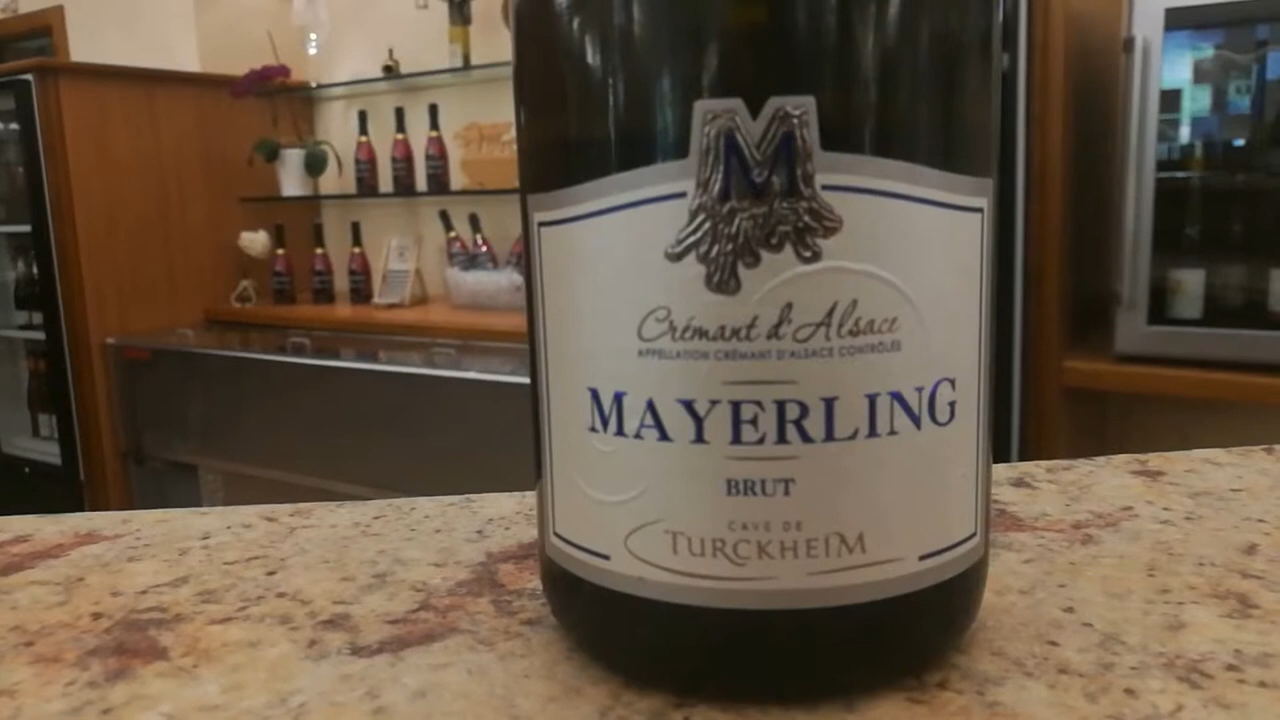 M
Crémant d'Alsace
APPELLATION CRÉMANT D'ALSACE CONTRÔLÉE
MAYERLING
BRUT
CAVE DE
TURCKHEIM